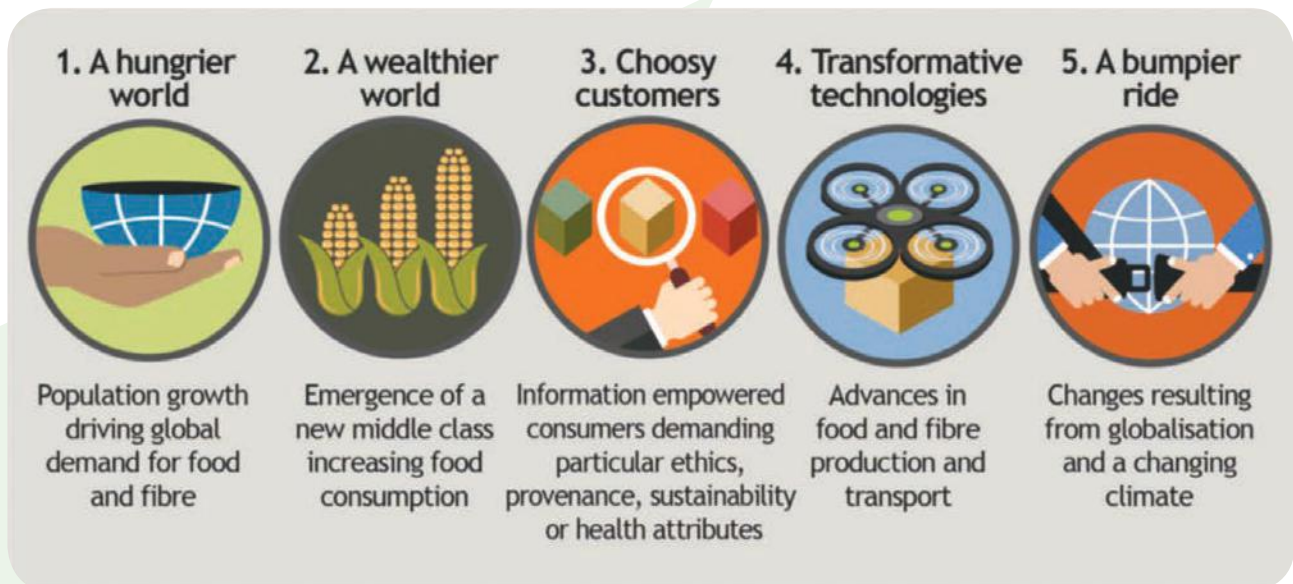 1. A hungrier
world
Population growth
driving global
demand for food
and fibre
2. A wealthier
world
Emergence of a
new middle class
increasing food
consumption
3. Choosy
customers
Information empowered
consumers demanding
particular ethics,
provenance, sustainability
or health attributes
4. Transformative
technologies
Advances in
food and fibre
production and
transport
5. A bumpier
ride
Changes resulting
from globalisation
and a changing
climate